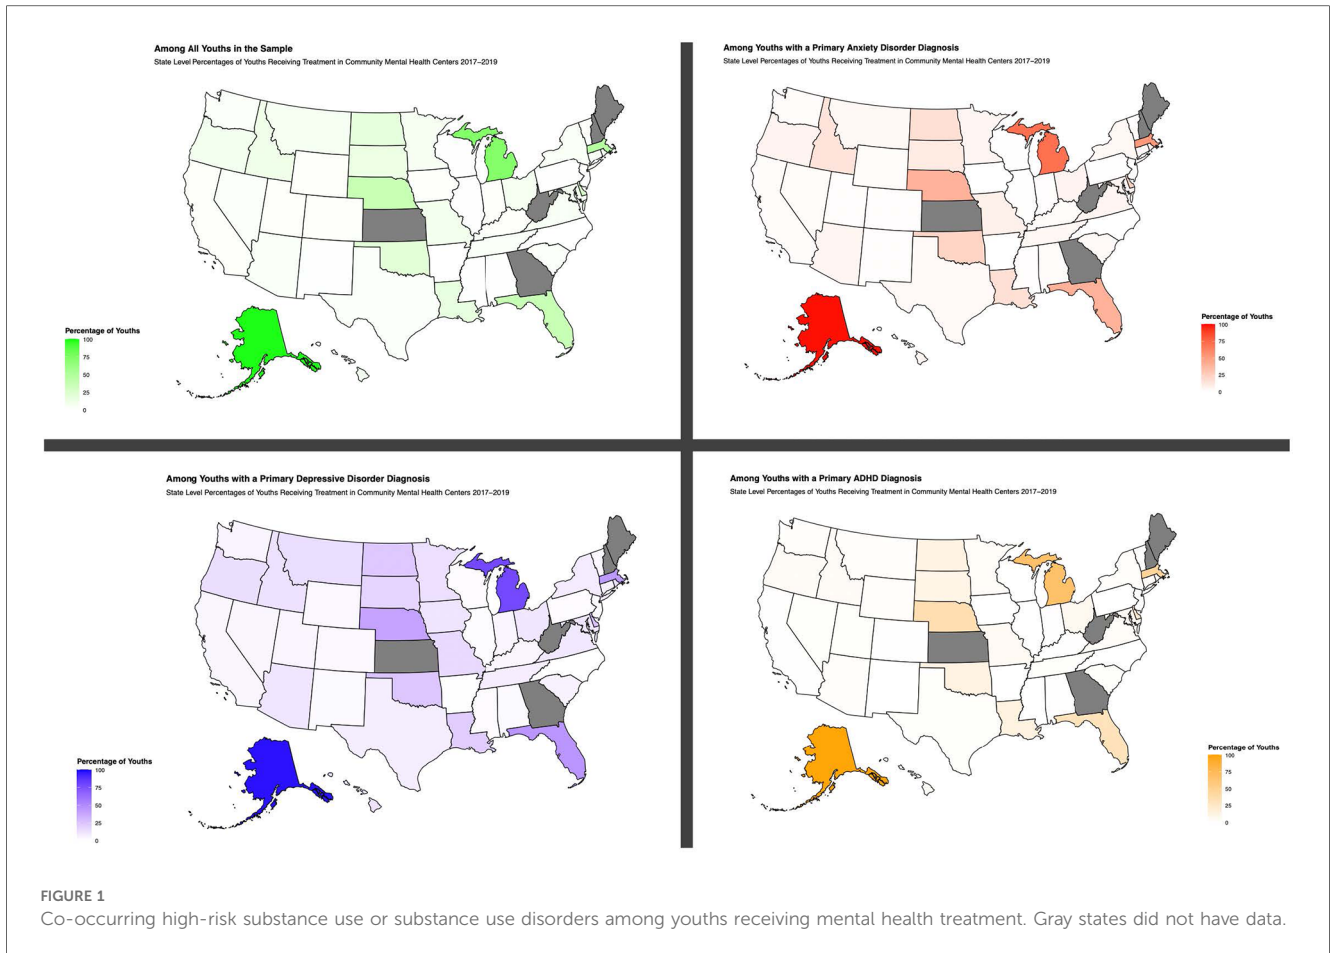 Among All Youths in the Sample
State Level Percentages of Youths Receiving Treatment in Community Mental Health Centers 2017–2019
Percentage of Youths
100
75
50
25
0
Among Youths with a Primary Anxiety Disorder Diagnosis
State Level Percentages of Youths Receiving Treatment in Community Mental Health Centers 2017–2019
Percentage of Youths
100
75
50
25
0
Among Youths with a Primary Depressive Disorder Diagnosis
State Level Percentages of Youths Receiving Treatment in Community Mental Health Centers 2017–2019
Percentage of Youths
100
75
50
25
0
Among Youths with a Primary ADHD Diagnosis
State Level Percentages of Youths Receiving Treatment in Community Mental Health Centers 2017–2019
Percentage of Youths
100
75
50
25
0
FIGURE 1
Co-occurring high-risk substance use or substance use disorders among youths receiving mental health treatment. Gray states did not have data.